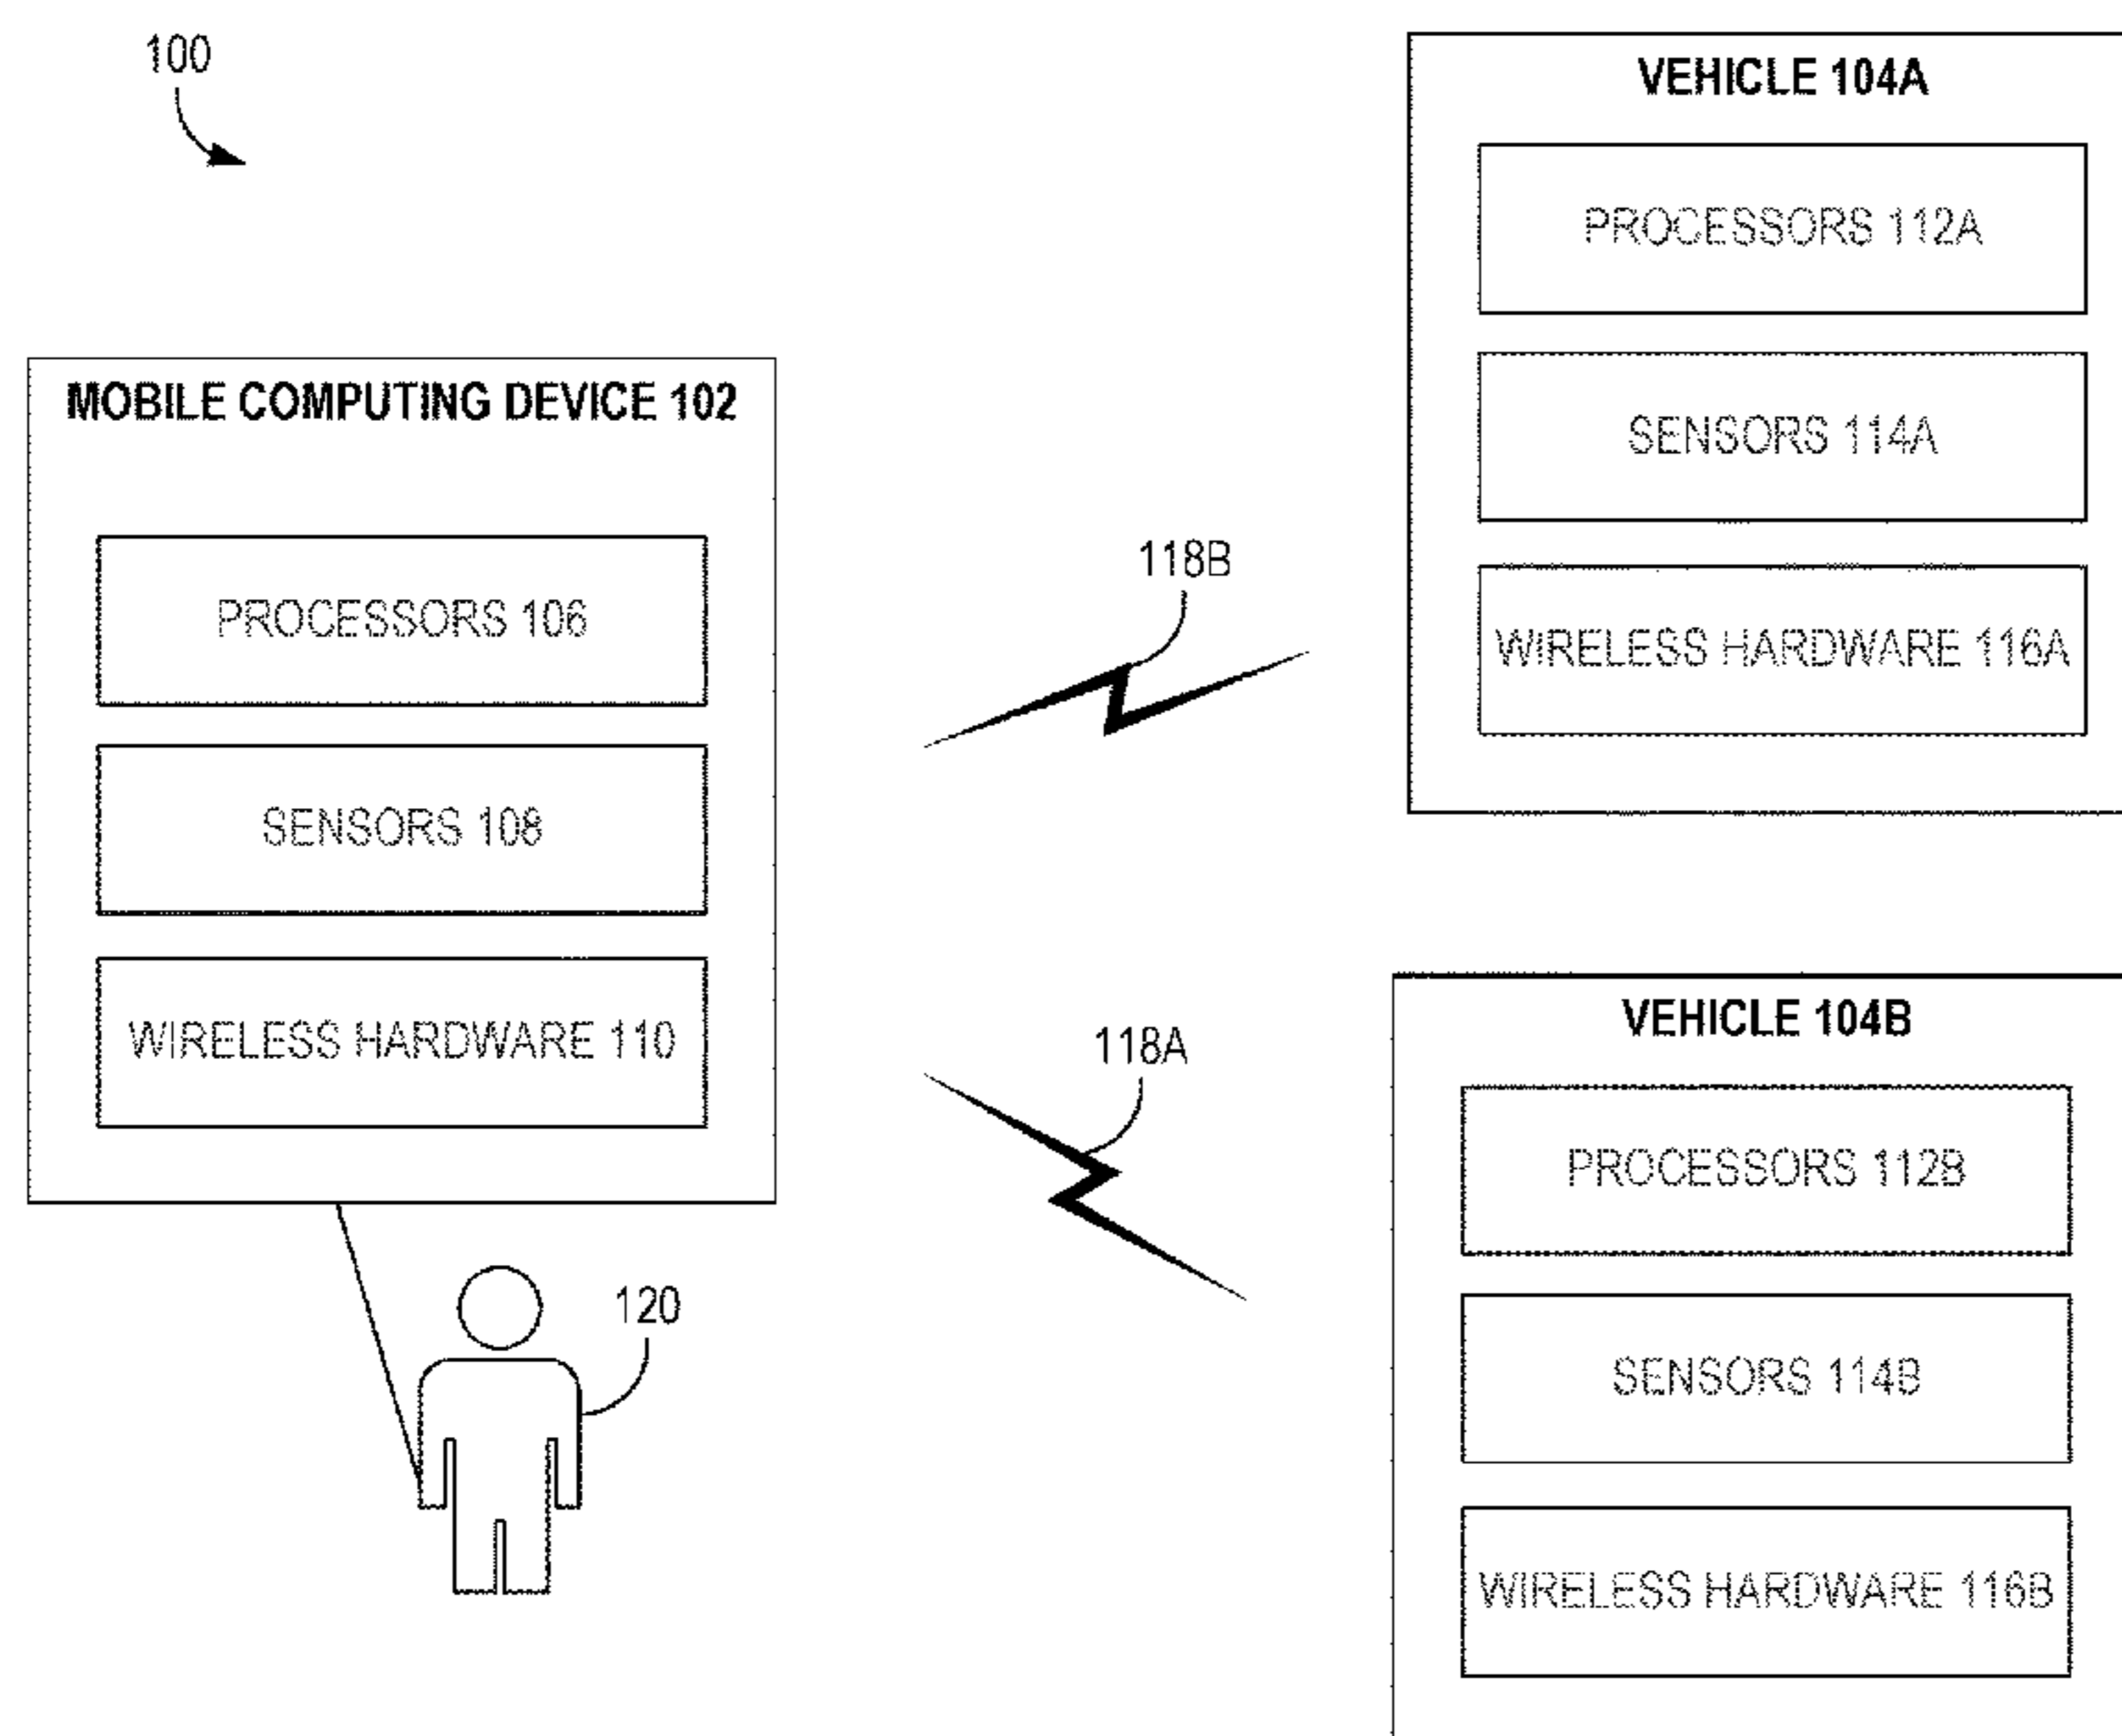 100
MOBILE COMPUTING DEVICE 102
PROCESSORS 106
SENSORS 108
WIRELESS HARDWARE 110
120
118B
118A
VEHICLE 104A
PROCESSORS 112A
SENSORS 114A
WIRELESS HARDWARE 116A
VEHICLE 104B
PROCESSORS 112B
SENSORS 114B
WIRELESS HARDWARE 116B